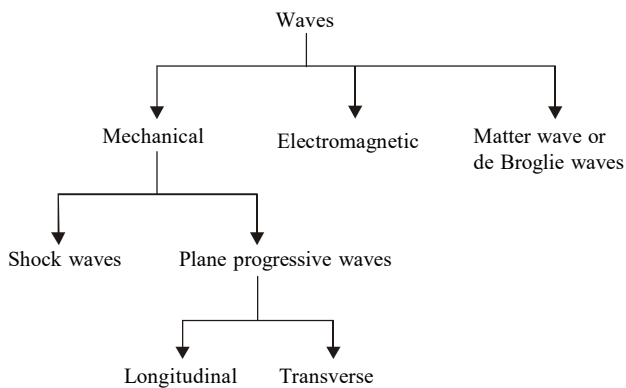 Waves
Mechanical
Electromagnetic
Matter wave or
de Broglie waves
Shock waves
Plane progressive waves
Longitudinal
Transverse